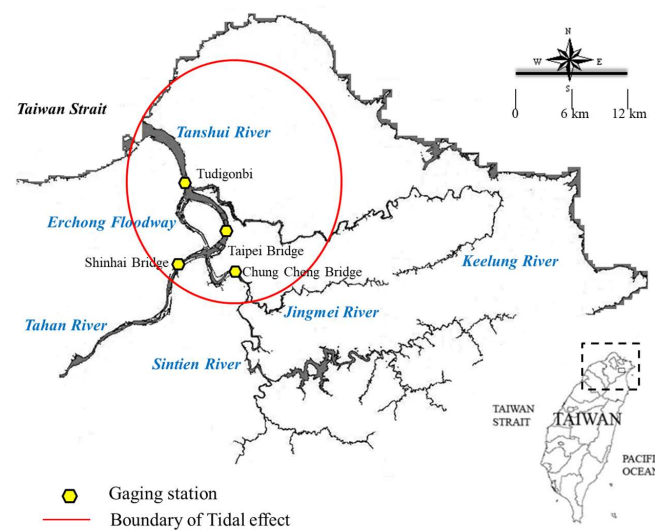 N
W E
S
0 6 km 12 km
Taiwan Strait
Tanshui River
Tudigonbi
Erchong Floodway
Taipei Bridge
Shinhai Bridge
Chung Cheng Bridge
Keelung River
Jingmei River
Tahan River
Sintien River
TAIWAN
STRAIT
TAIWAN
PACIFIC
OCEAN
Gaging station
Boundary of Tidal effect